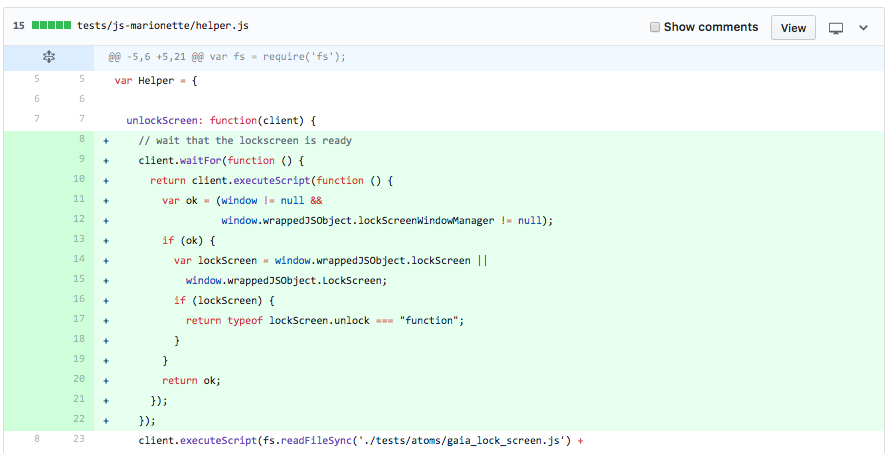 15 tests/js-marionette/helper.js Show comments View
@@ -5,6 +5,21 @@ var fs = require('fs');
5 5 var Helper = {
6 6
7 7 unlockScreen: function(client) {
8 + // wait that the lockscreen is ready
9 + client.waitFor(function () {
10 + return client.executeScript(function () {
11 + var ok = (window != null &&
12 + window.wrappedJSObject.lockScreenWindowManager != null);
13 + if (ok) {
14 + var lockScreen = window.wrappedJSObject.lockScreen ||
15 + window.wrappedJSObject.LockScreen;
16 + if (lockScreen) {
17 + return typeof lockScreen.unlock === "function";
18 + }
19 + }
20 + return ok;
21 + });
22 + });
8 23 client.executeScript(fs.readFileSync('./tests/atoms/gaia_lock_screen.js') +